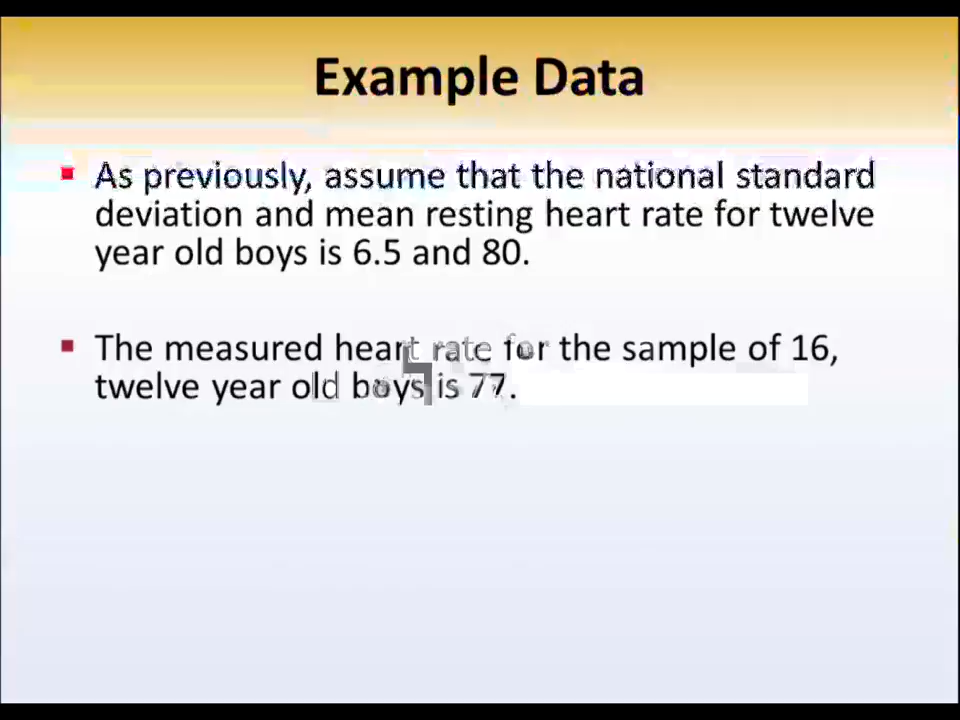 Example Data
As previously, assume that the national standard
deviation and mean resting heart rate for twelve
year old boys is 6.5 and 80.
The measured heart rate for the sample of 16,
twelve year old boys is 77.